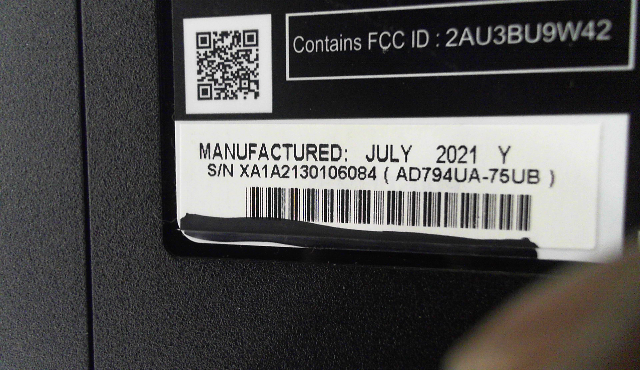 Contains FCC ID : 2AU3BU9W42
MANUFACTURED: JULY 2021 Y
S/N XA1A2130106084 ( AD794UA-75UB )